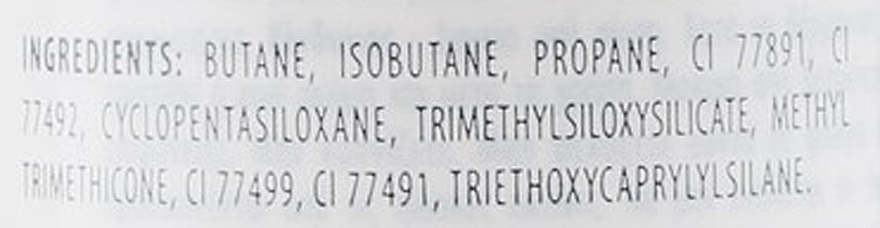 INGREDIENTS: BUTANE, ISOBUTANE, PROPANE, CI 77891, CI
77492, CYCLOPENTASILOXANE, TRIMETHYLSILOXYSILICATE, METHYL
TRIMETHICONE, CI 77499, CI 77491, TRIETHOXYCAPRYLYLSILANE.